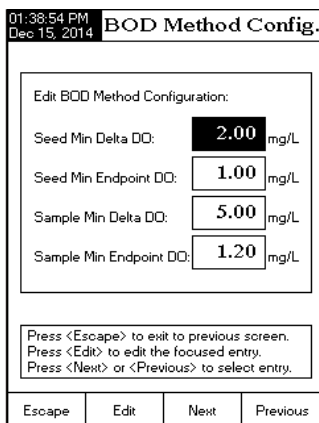 01:38:54 PM
Dec 15, 2014
BOD Method Config.
Edit BOD Method Configuration:
Seed Min Delta DO: 2.00 mg/L
Seed Min Endpoint DO: 1.00 mg/L
Sample Min Delta DO: 5.00 mg/L
Sample Min Endpoint DO: 1.20 mg/L
Press <Escape> to exit to previous screen.
Press <Edit> to edit the focused entry.
Press <Next> or <Previous> to select entry.
Escape Edit Next Previous